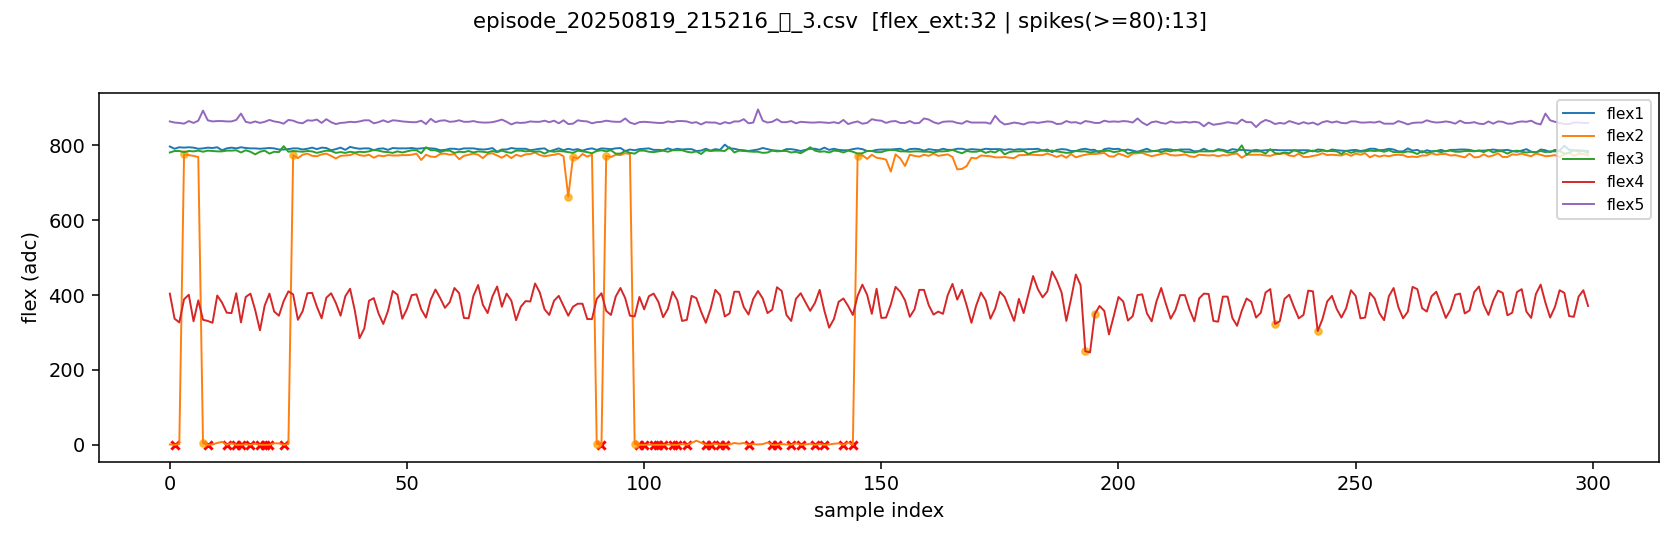 episode_20250819_215216_▯_3.csv [flex_ext:32 | spikes(>=80):13]
flex1
flex2
flex3
flex4
flex5
800
600
400
200
0
flex (adc)
0 50 100 150 200 250 300
sample index